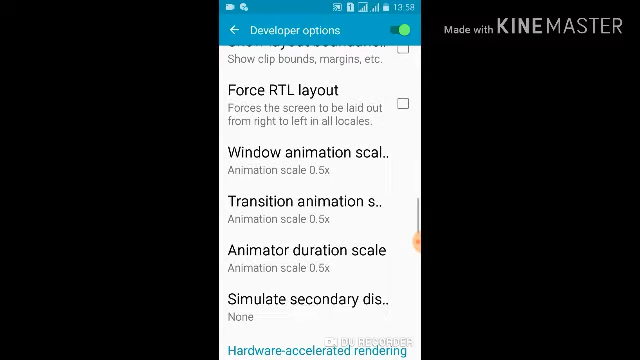 13:58
Developer options
Made with KINEMASTER
Show layout bounda..
Show clip bounds, margins, etc.
Force RTL layout
Forces the screen to be laid out
from right to left in all locales.
Window animation scal..
Animation scale 0.5x
Transition animation s..
Animation scale 0.5x
Animator duration scale
Animation scale 0.5x
Simulate secondary dis..
None
DU RECORDER
Hardware-accelerated rendering